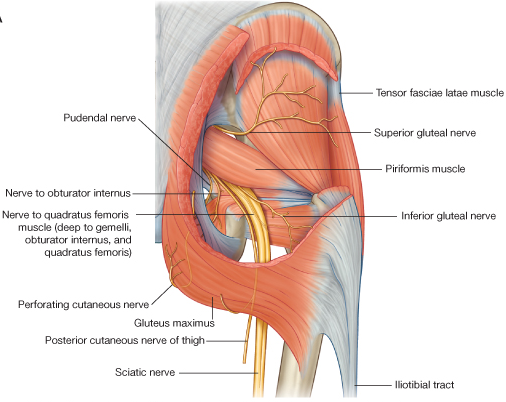 A
Tensor fasciae latae muscle
Pudendal nerve
Superior gluteal nerve
Piriformis muscle
Nerve to obturator internus
Nerve to quadratus femoris
muscle (deep to gemelli,
obturator internus, and
quadratus femoris)
Inferior gluteal nerve
Perforating cutaneous nerve
Gluteus maximus
Posterior cutaneous nerve of thigh
Sciatic nerve
Iliotibial tract